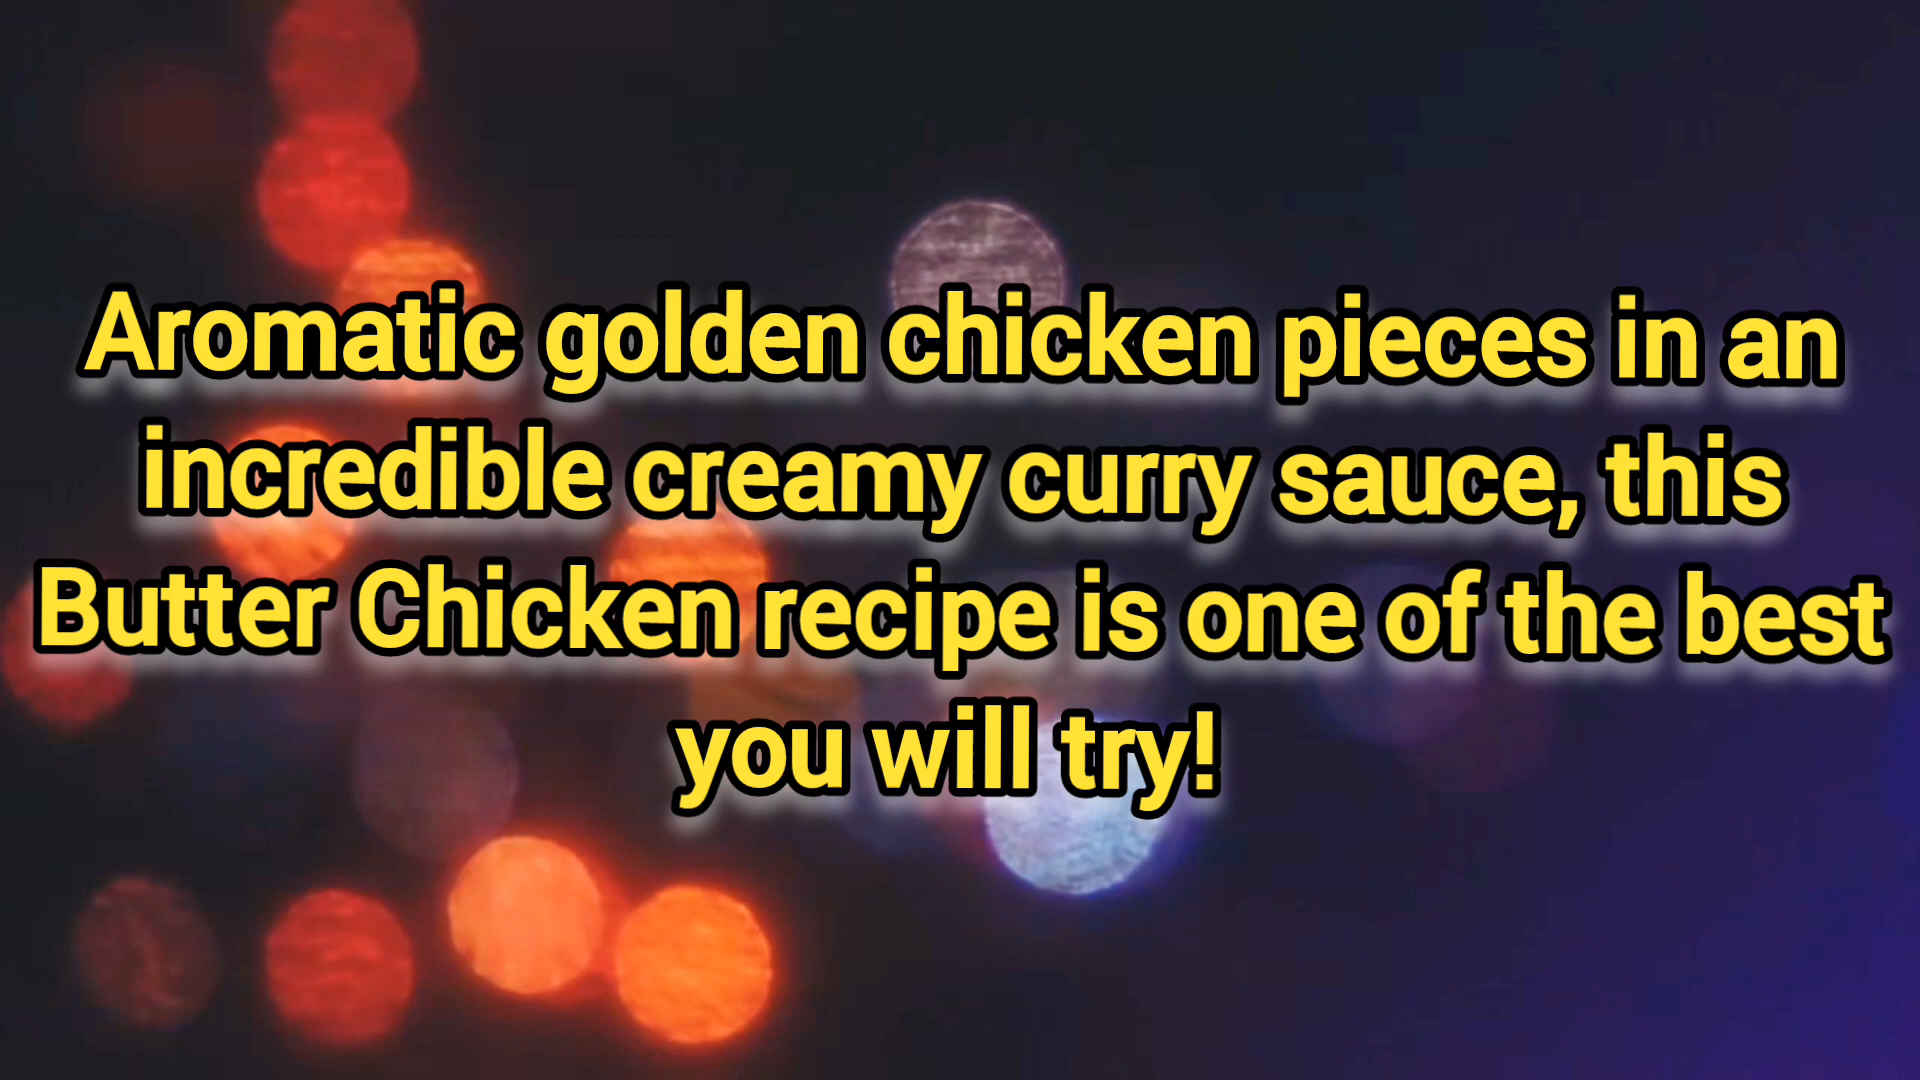 Aromatic golden chicken pieces in an
incredible creamy curry sauce, this
Butter Chicken recipe is one of the best
you will try!